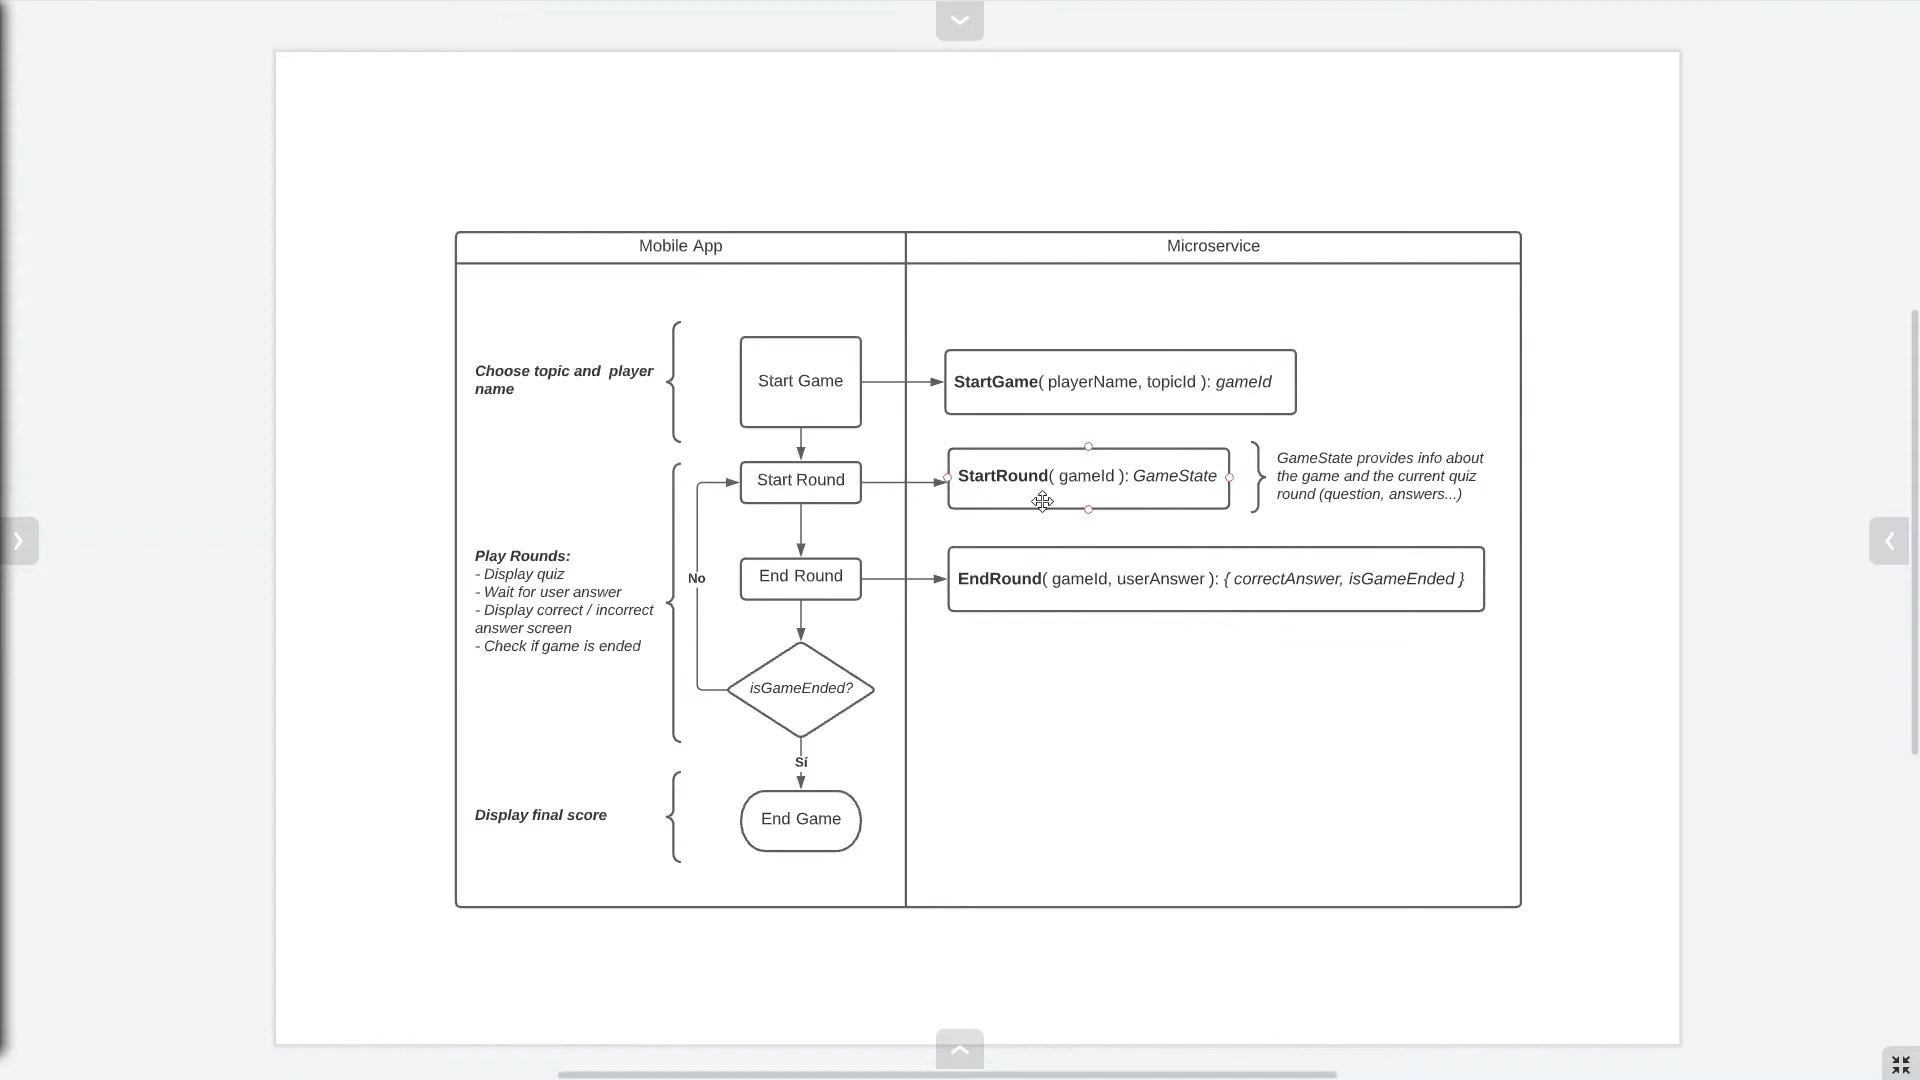 Mobile App
Microservice
Choose topic and  player
name
Start Game
StartGame( playerName, topicId ): gameId
Start Round
StartRound( gameId ): GameState
GameState provides info about
the game and the current quiz
round (question, answers...)
Play Rounds:
- Display quiz
- Wait for user answer
- Display correct / incorrect
answer screen
- Check if game is ended
No
End Round
EndRound( gameId, userAnswer ): { correctAnswer, isGameEnded }
isGameEnded?
Sí
Display final score
End Game